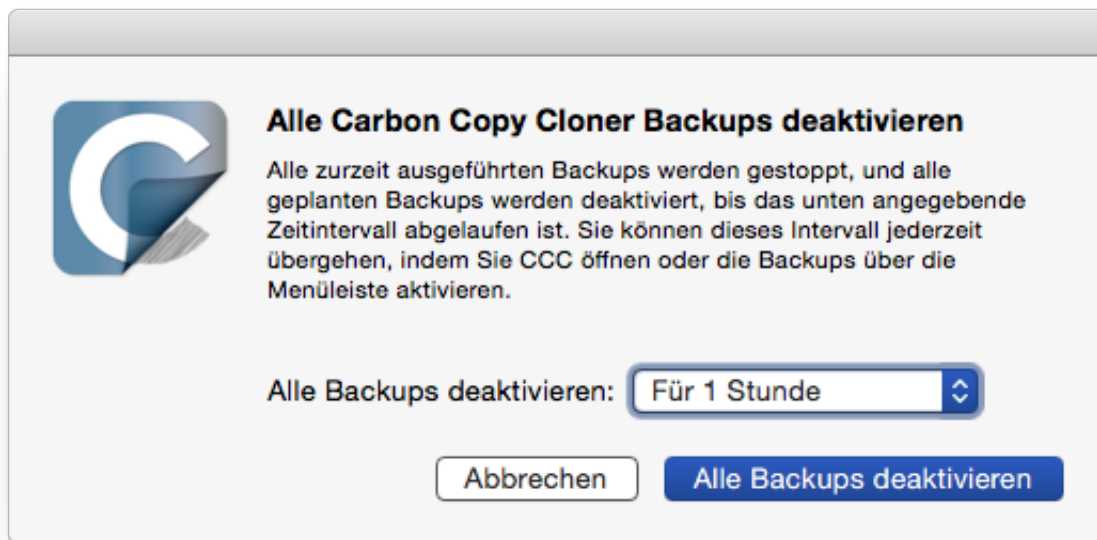 Alle Carbon Copy Cloner Backups deaktivieren
Alle zurzeit ausgeführten Backups werden gestoppt, und alle
geplanten Backups werden deaktiviert, bis das unten angegebende
Zeitintervall abgelaufen ist. Sie können dieses Intervall jederzeit
übergehen, indem Sie CCC öffnen oder die Backups über die
Menüleiste aktivieren.
Alle Backups deaktivieren: Für 1 Stunde
Abbrechen Alle Backups deaktivieren